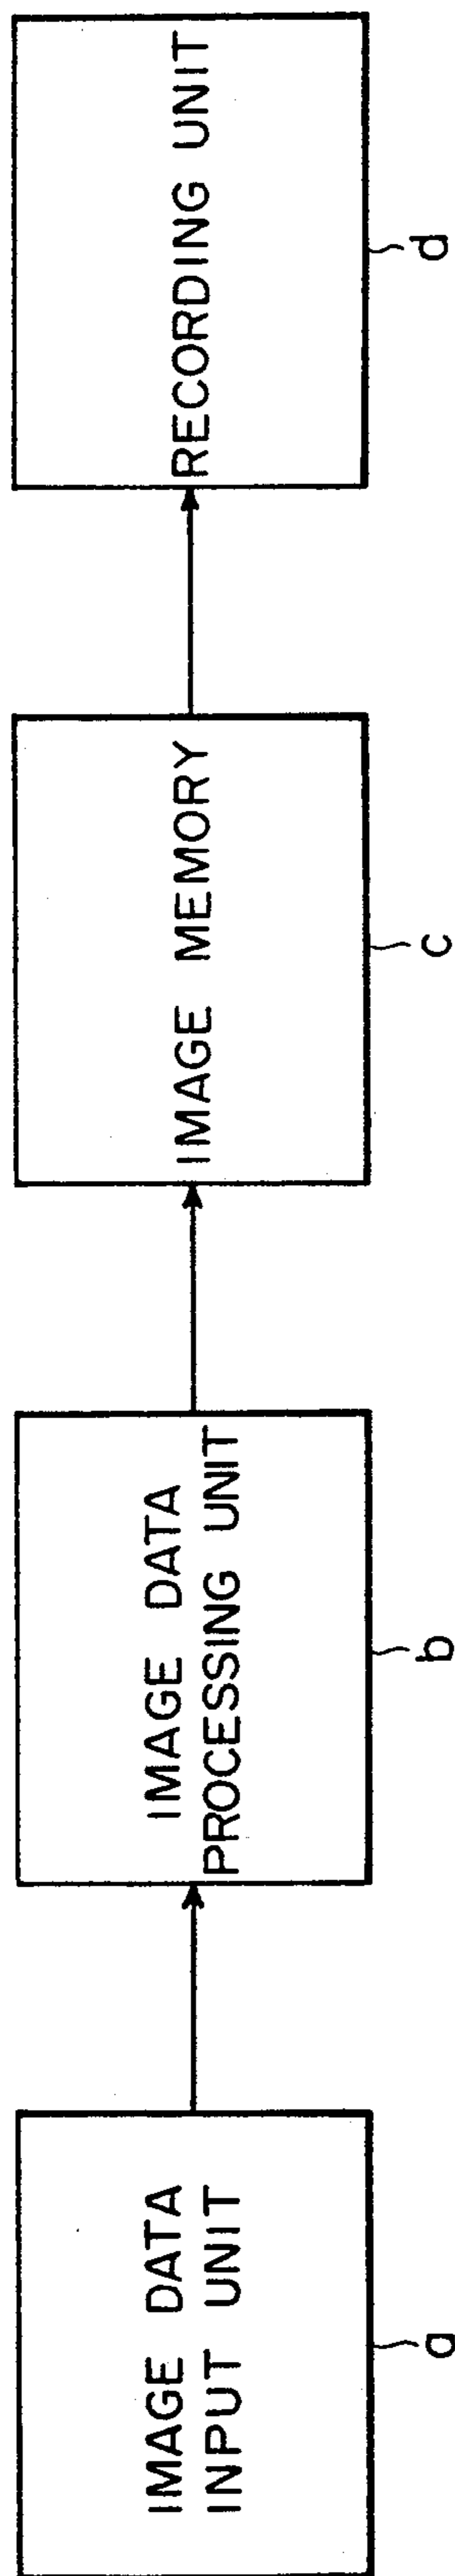 IMAGE DATA
INPUT UNIT
a
IMAGE DATA
PROCESSING UNIT
b
IMAGE MEMORY
c
RECORDING UNIT
d